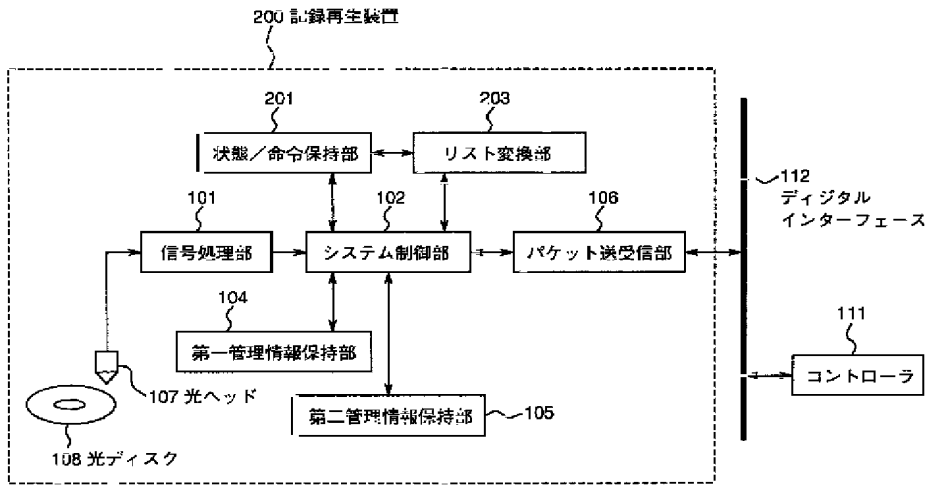 200 記録再生装置
201
203
状態/命令保持部
リスト変換部
112
ディジタル
インターフェース
101
102
106
信号処理部
システム制御部
パケット送受信部
104
第一管理情報保持部
111
コントローラ
107 光ヘッド
第二管理情報保持部
105
108 光ディスク